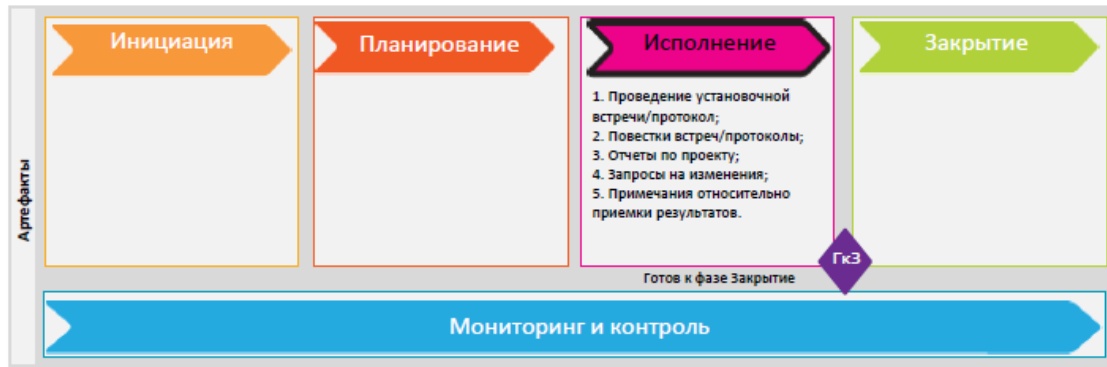 Артефакты
Инициация
Планирование
Исполнение
Закрытие
1. Проведение установочной
встречи/протокол;
2. Повестки встреч/протоколы;
3. Отчеты по проекту;
4. Запросы на изменения;
5. Примечания относительно
приемки результатов.
ГкЗ
Готов к фазе Закрытие
Мониторинг и контроль